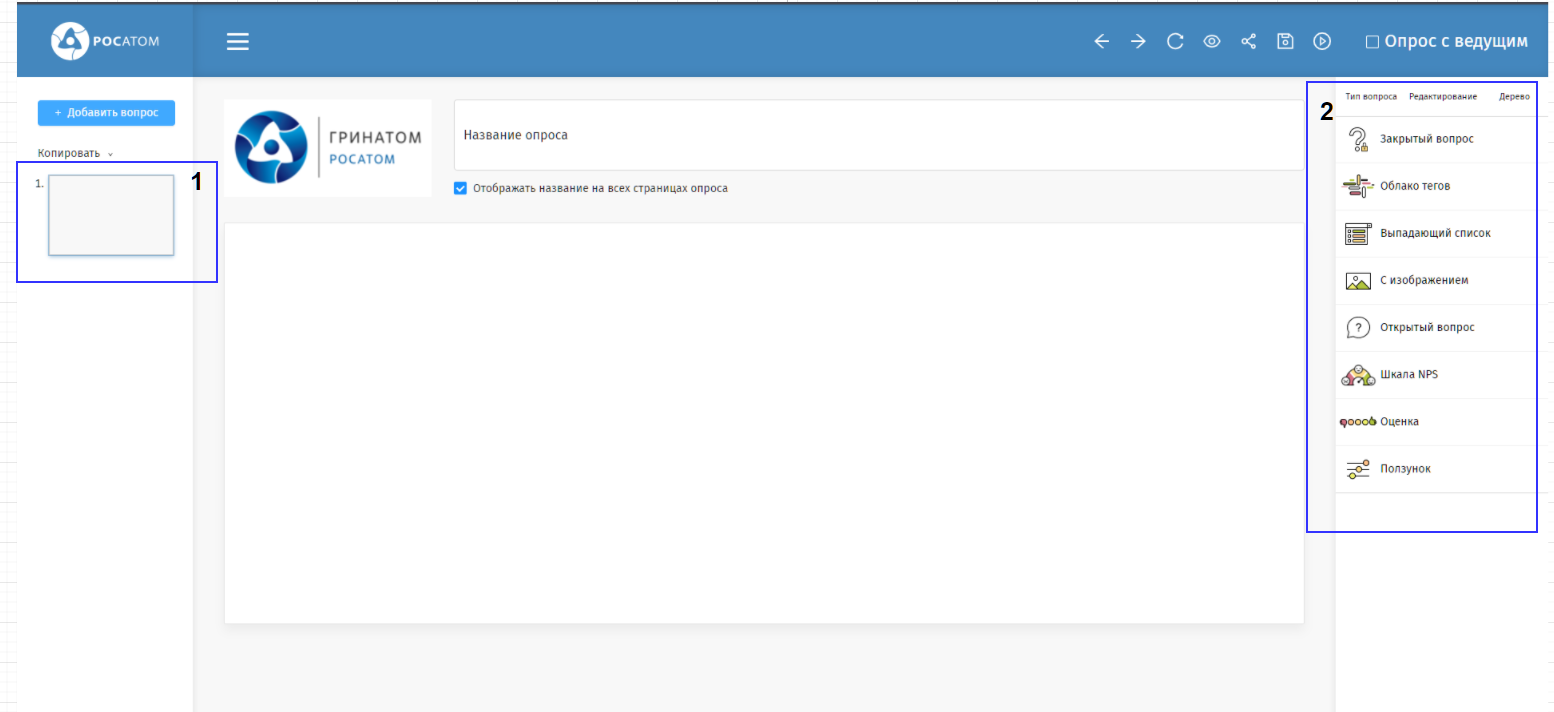 РОСАТОМ
Опрос с ведущим
+ Добавить вопрос
Копировать
1.
1
ГРИНАТОМ
РОСАТОМ
Название опроса
Отображать название на всех страницах опроса
2
Тип вопроса Редактирование Дерево
Закрытый вопрос
Облако тегов
Выпадающий список
С изображением
? Открытый вопрос
Шкала NPS
Оценка
Ползунок